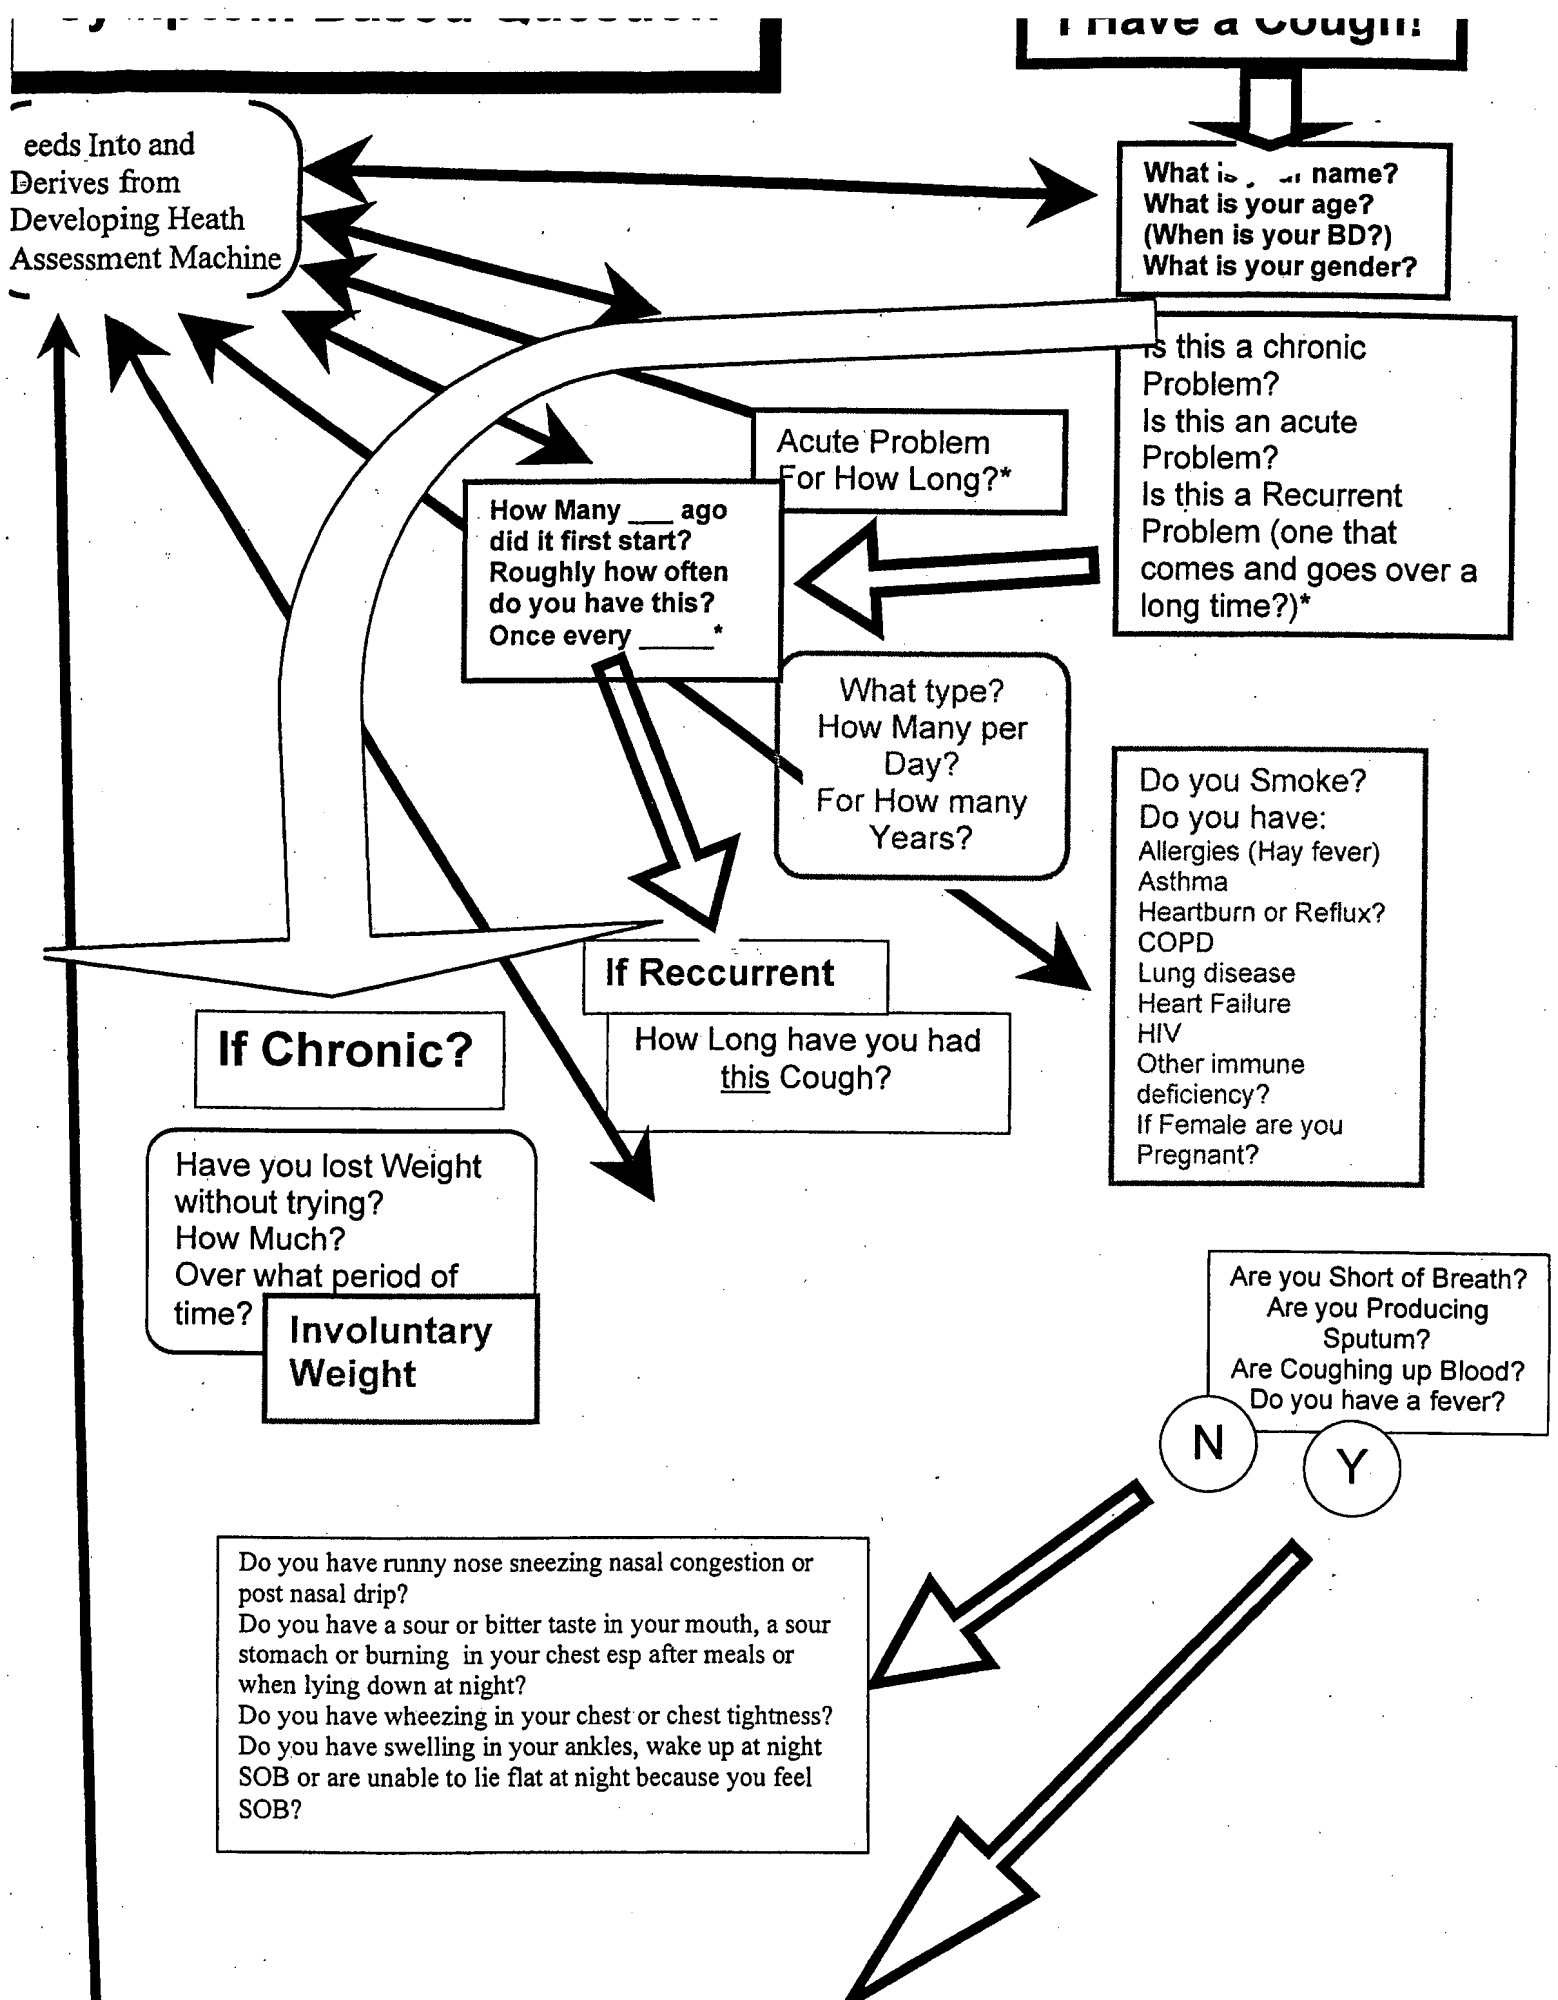 I Have a Cough!
eeds Into and
Derives from
Developing Heath
Assessment Machine
What is name?
What is your age?
(When is your BD?)
What is your gender?
Is this a chronic
Problem?
Is this an acute
Problem?
Is this a Recurrent
Problem (one that
comes and goes over a
long time?)*
Acute Problem
For How Long?*
How Many ___ ago
did it first start?
Roughly how often
do you have this?
Once every _____*
What type?
How Many per
Day?
For How many
Years?
Do you Smoke?
Do you have:
Allergies (Hay fever)
Asthma
Heartburn or Reflux?
COPD
Lung disease
Heart Failure
HIV
Other immune
deficiency?
If Female are you
Pregnant?
If Reccurrent
How Long have you had
this Cough?
If Chronic?
Have you lost Weight
without trying?
How Much?
Over what period of
time?
Involuntary
Weight
Are you Short of Breath?
Are you Producing
Sputum?
Are Coughing up Blood?
Do you have a fever?
N
Y
Do you have runny nose sneezing nasal congestion or
post nasal drip?
Do you have a sour or bitter taste in your mouth, a sour
stomach or burning in your chest esp after meals or
when lying down at night?
Do you have wheezing in your chest or chest tightness?
Do you have swelling in your ankles, wake up at night
SOB or are unable to lie flat at night because you feel
SOB?